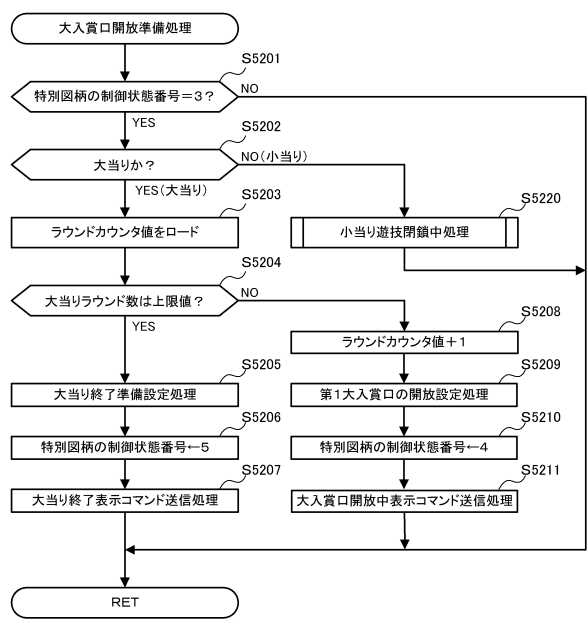 大入賞口開放準備処理
S5201
特別図柄の制御状態番号＝3？
NO
YES
S5202
大当りか？
NO（小当り）
YES（大当り）
S5203
S5220
ラウンドカウンタ値をロード
小当り遊技閉鎖中処理
S5204
大当りラウンド数は上限値？
NO
YES
S5208
ラウンドカウンタ値＋1
S5205
S5209
大当り終了準備設定処理
第1大入賞口の開放設定処理
S5206
S5210
特別図柄の制御状態番号←5
特別図柄の制御状態番号←4
S5207
S5211
大当り終了表示コマンド送信処理
大入賞口開放中表示コマンド送信処理
RET